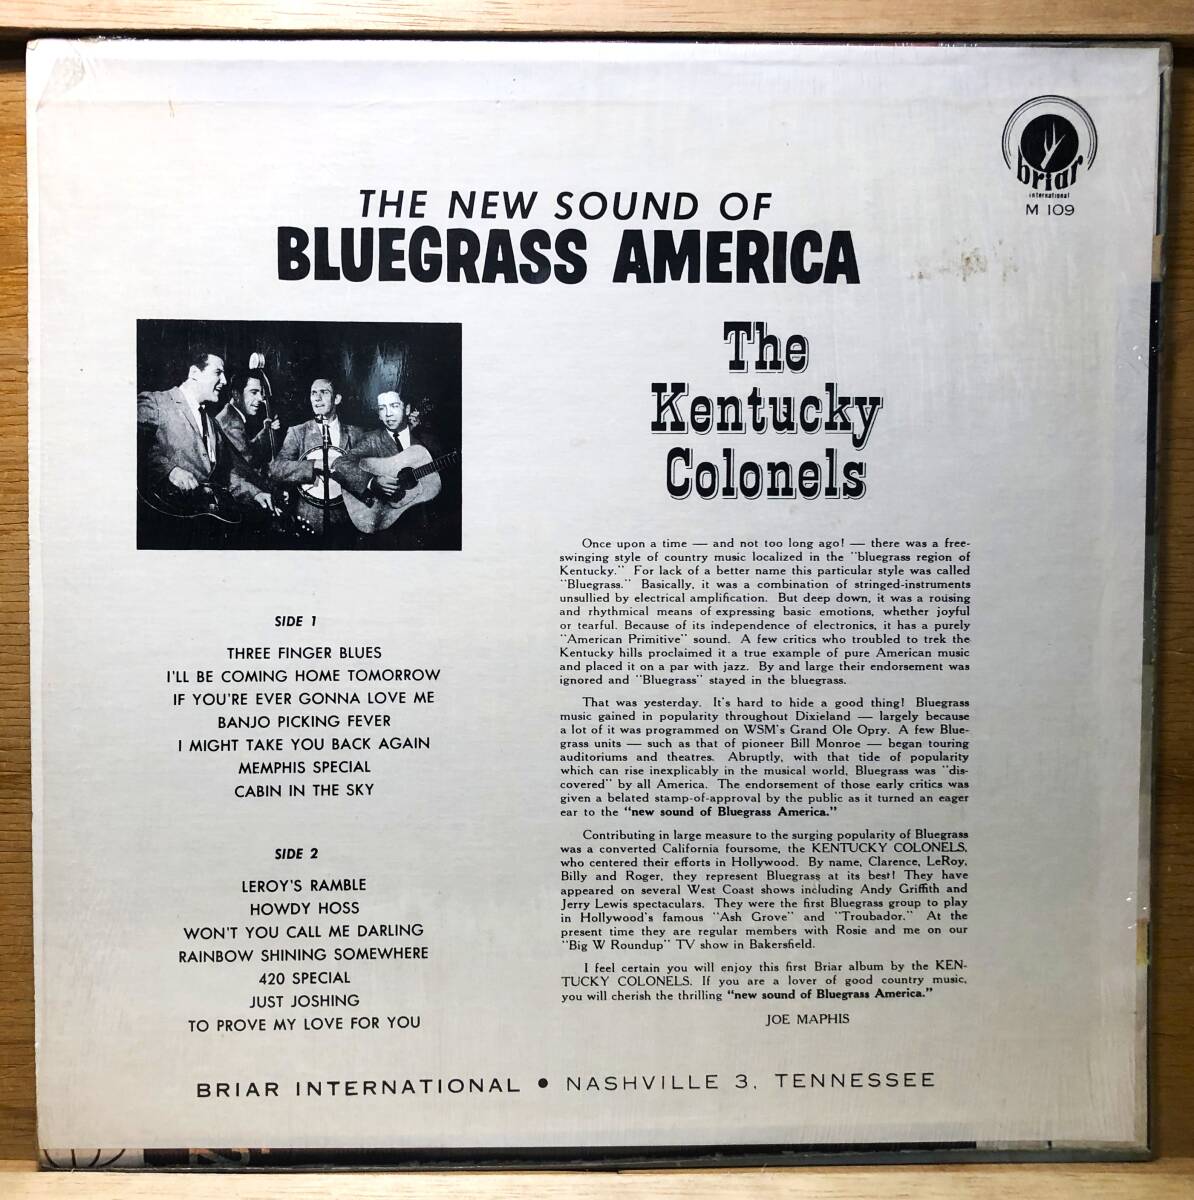 briar
international
M 109
THE NEW SOUND OF
BLUEGRASS AMERICA
The
Kentucky
Colonels
SIDE 1
THREE FINGER BLUES
I'LL BE COMING HOME TOMORROW
IF YOU'RE EVER GONNA LOVE ME
BANJO PICKING FEVER
I MIGHT TAKE YOU BACK AGAIN
MEMPHIS SPECIAL
CABIN IN THE SKY
SIDE 2
LEROY'S RAMBLE
HOWDY HOSS
WON'T YOU CALL ME DARLING
RAINBOW SHINING SOMEWHERE
420 SPECIAL
JUST JOSHING
TO PROVE MY LOVE FOR YOU
Once upon a time — and not too long ago! — there was a free-
swinging style of country music localized in the "bluegrass region of
Kentucky." For lack of a better name this particular style was called
"Bluegrass." Basically, it was a combination of stringed-instruments
unsullied by electrical amplification. But deep down, it was a rousing
and rhythmical means of expressing basic emotions, whether joyful
or tearful. Because of its independence of electronics, it has a purely
"American Primitive" sound. A few critics who troubled to trek the
Kentucky hills proclaimed it a true example of pure American music
and placed it on a par with jazz. By and large their endorsement was
ignored and "Bluegrass" stayed in the bluegrass.
That was yesterday. It's hard to hide a good thing! Bluegrass
music gained in popularity throughout Dixieland — largely because
a lot of it was programmed on WSM's Grand Ole Opry. A few Blue-
grass units — such as that of pioneer Bill Monroe — began touring
auditoriums and theatres. Abruptly, with that tide of popularity
which can rise inexplicably in the musical world, Bluegrass was "dis-
covered" by all America. The endorsement of those early critics was
given a belated stamp-of-approval by the public as it turned an eager
ear to the "new sound of Bluegrass America."
Contributing in large measure to the surging popularity of Bluegrass
was a converted California foursome, the KENTUCKY COLONELS,
who centered their efforts in Hollywood. By name, Clarence, LeRoy,
Billy and Roger, they represent Bluegrass at its best! They have
appeared on several West Coast shows including Andy Griffith and
Jerry Lewis spectaculars. They were the first Bluegrass group to play
in Hollywood's famous "Ash Grove" and "Troubador." At the
present time they are regular members with Rosie and me on our
"Big W Roundup" TV show in Bakersfield.
I feel certain you will enjoy this first Briar album by the KEN-
TUCKY COLONELS. If you are a lover of good country music,
you will cherish the thrilling "new sound of Bluegrass America."
JOE MAPHIS
BRIAR INTERNATIONAL • NASHVILLE 3, TENNESSEE